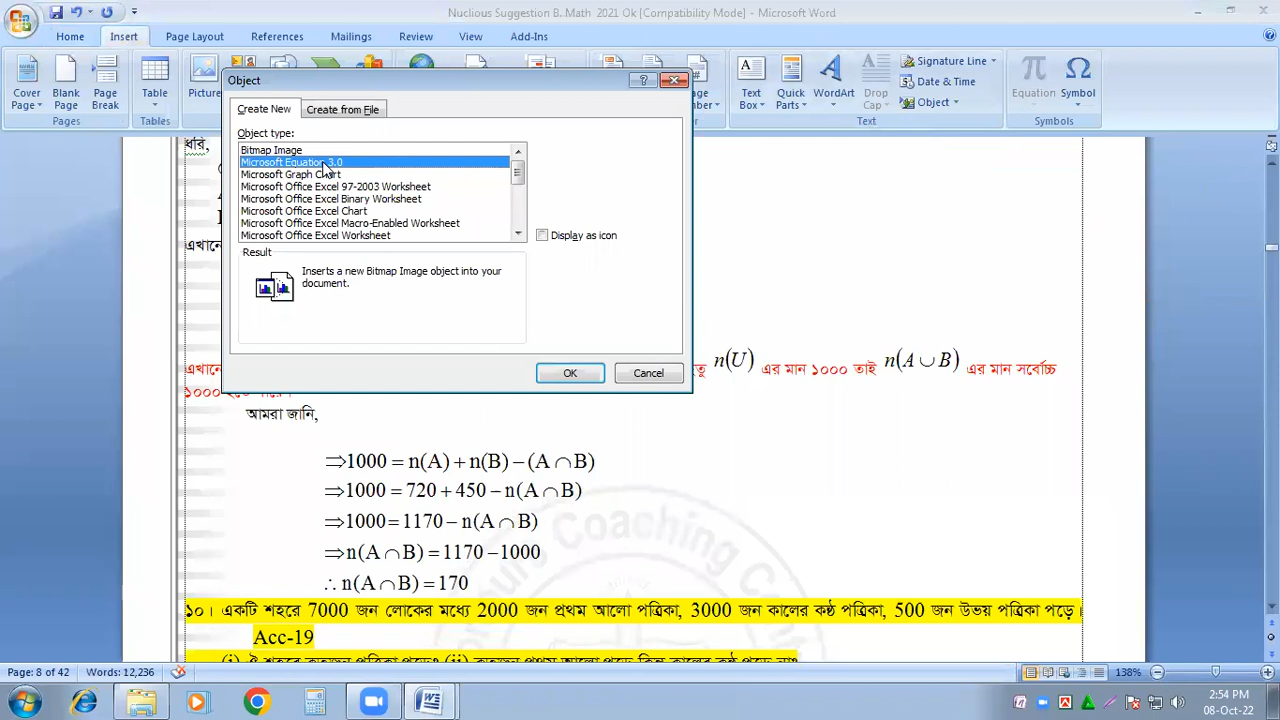 Nuclious Suggestion B. Math 2021 Ok [Compatibility Mode] - Microsoft Word
Home Insert Page Layout References Mailings Review View Add-Ins
Cover Page
Blank Page
Page Break
Pages
Table
Tables
Picture
Text Box
Quick Parts
WordArt
Drop Cap
Signature Line
Date & Time
Object
Text
Equation
Symbol
Symbols
Object
Create New Create from File
Object type:
Bitmap Image
Microsoft Equation 3.0
Microsoft Graph Chart
Microsoft Office Excel 97-2003 Worksheet
Microsoft Office Excel Binary Worksheet
Microsoft Office Excel Chart
Microsoft Office Excel Macro-Enabled Worksheet
Microsoft Office Excel Worksheet
Display as icon
Result
Inserts a new Bitmap Image object into your
document.
OK Cancel
ধরি,
n(U) এর মান ১০০০ তাই n(A ∪ B) এর মান সর্বোচ্চ
১০০০
আমরা জানি,
⇒1000 = n(A) + n(B) − (A ∩ B)
⇒1000 = 720 + 450 − n(A ∩ B)
⇒1000 = 1170 − n(A ∩ B)
⇒n(A ∩ B) = 1170 − 1000
∴ n(A ∩ B) = 170
Coaching
১০। একটি শহরে 7000 জন লোকের মধ্যে 2000 জন প্রথম আলো পত্রিকা, 3000 জন কালের কন্ঠ পত্রিকা, 500 জন উভয় পত্রিকা পড়ে।
Acc-19
Page: 8 of 42 Words: 12,236 138%
2:54 PM
08-Oct-22